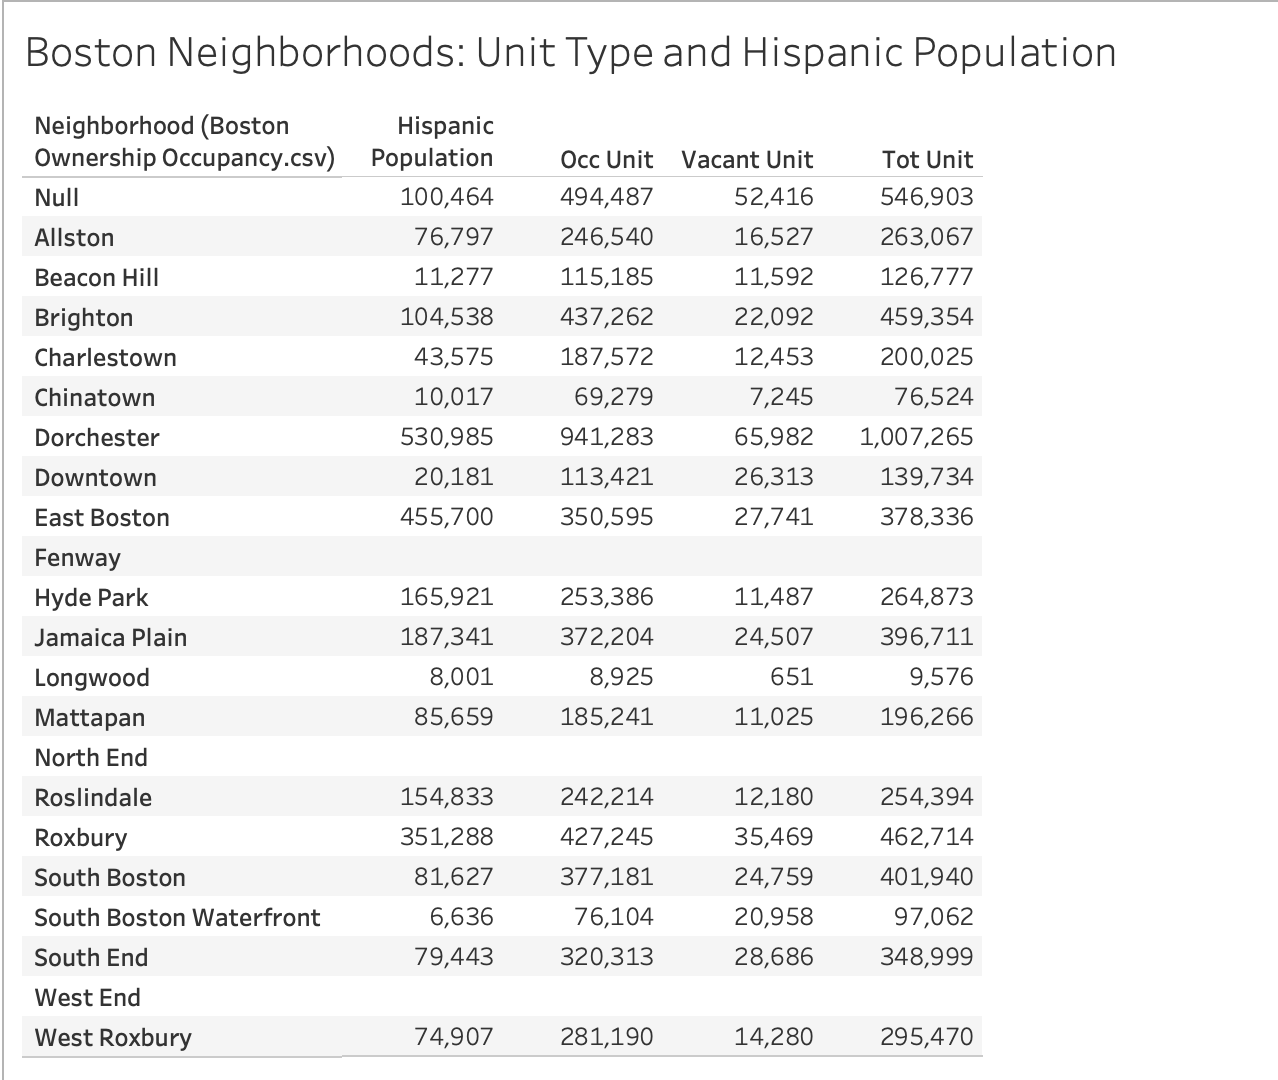 Boston Neighborhoods: Unit Type and Hispanic Population
Neighborhood (Boston Ownership Occupancy.csv) Hispanic Population Occ Unit Vacant Unit Tot Unit
Null 100,464 494,487 52,416 546,903
Allston 76,797 246,540 16,527 263,067
Beacon Hill 11,277 115,185 11,592 126,777
Brighton 104,538 437,262 22,092 459,354
Charlestown 43,575 187,572 12,453 200,025
Chinatown 10,017 69,279 7,245 76,524
Dorchester 530,985 941,283 65,982 1,007,265
Downtown 20,181 113,421 26,313 139,734
East Boston 455,700 350,595 27,741 378,336
Fenway
Hyde Park 165,921 253,386 11,487 264,873
Jamaica Plain 187,341 372,204 24,507 396,711
Longwood 8,001 8,925 651 9,576
Mattapan 85,659 185,241 11,025 196,266
North End
Roslindale 154,833 242,214 12,180 254,394
Roxbury 351,288 427,245 35,469 462,714
South Boston 81,627 377,181 24,759 401,940
South Boston Waterfront 6,636 76,104 20,958 97,062
South End 79,443 320,313 28,686 348,999
West End
West Roxbury 74,907 281,190 14,280 295,470